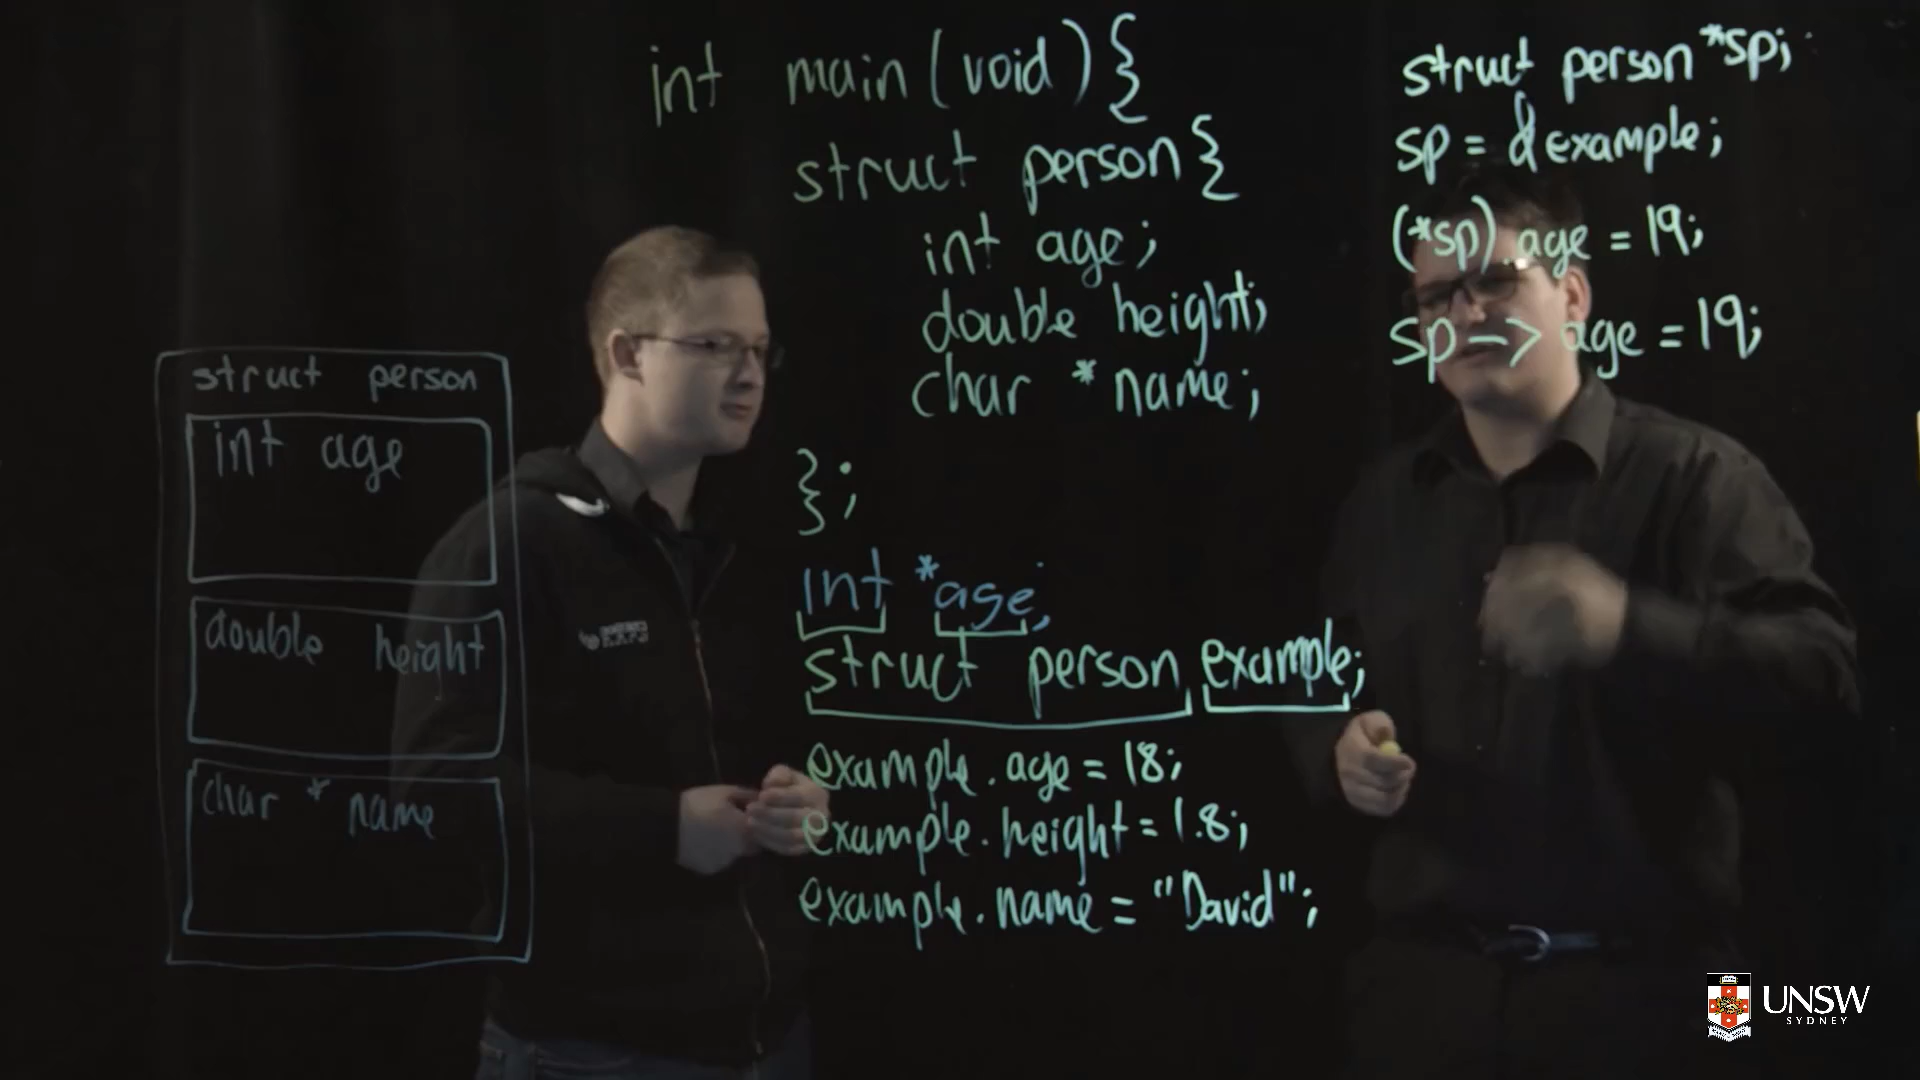 int main (void) {
struct person {
int age;
double height;
char * name;
};
int *age;
struct person example;
example.age = 18;
example.height = 1.8;
example.name = "David";
struct person *sp;
sp = &example;
(*sp).age = 19;
sp -> age = 19;
struct person
int age
double height
char * name
UNSW
SYDNEY